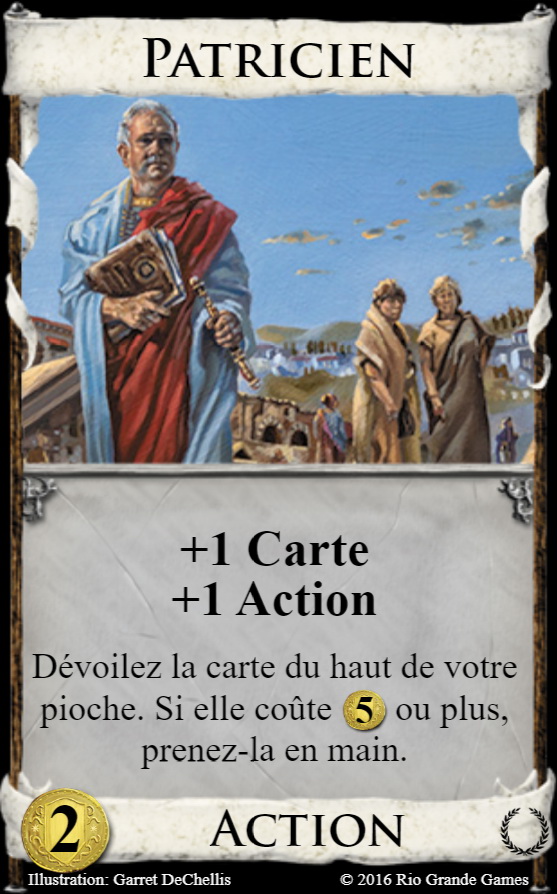 PATRICIEN
+1 Carte
+1 Action
Dévoilez la carte du haut de votre
pioche. Si elle coûte 5 ou plus,
prenez-la en main.
2
ACTION
Illustration: Garret DeChellis
© 2016 Rio Grande Games